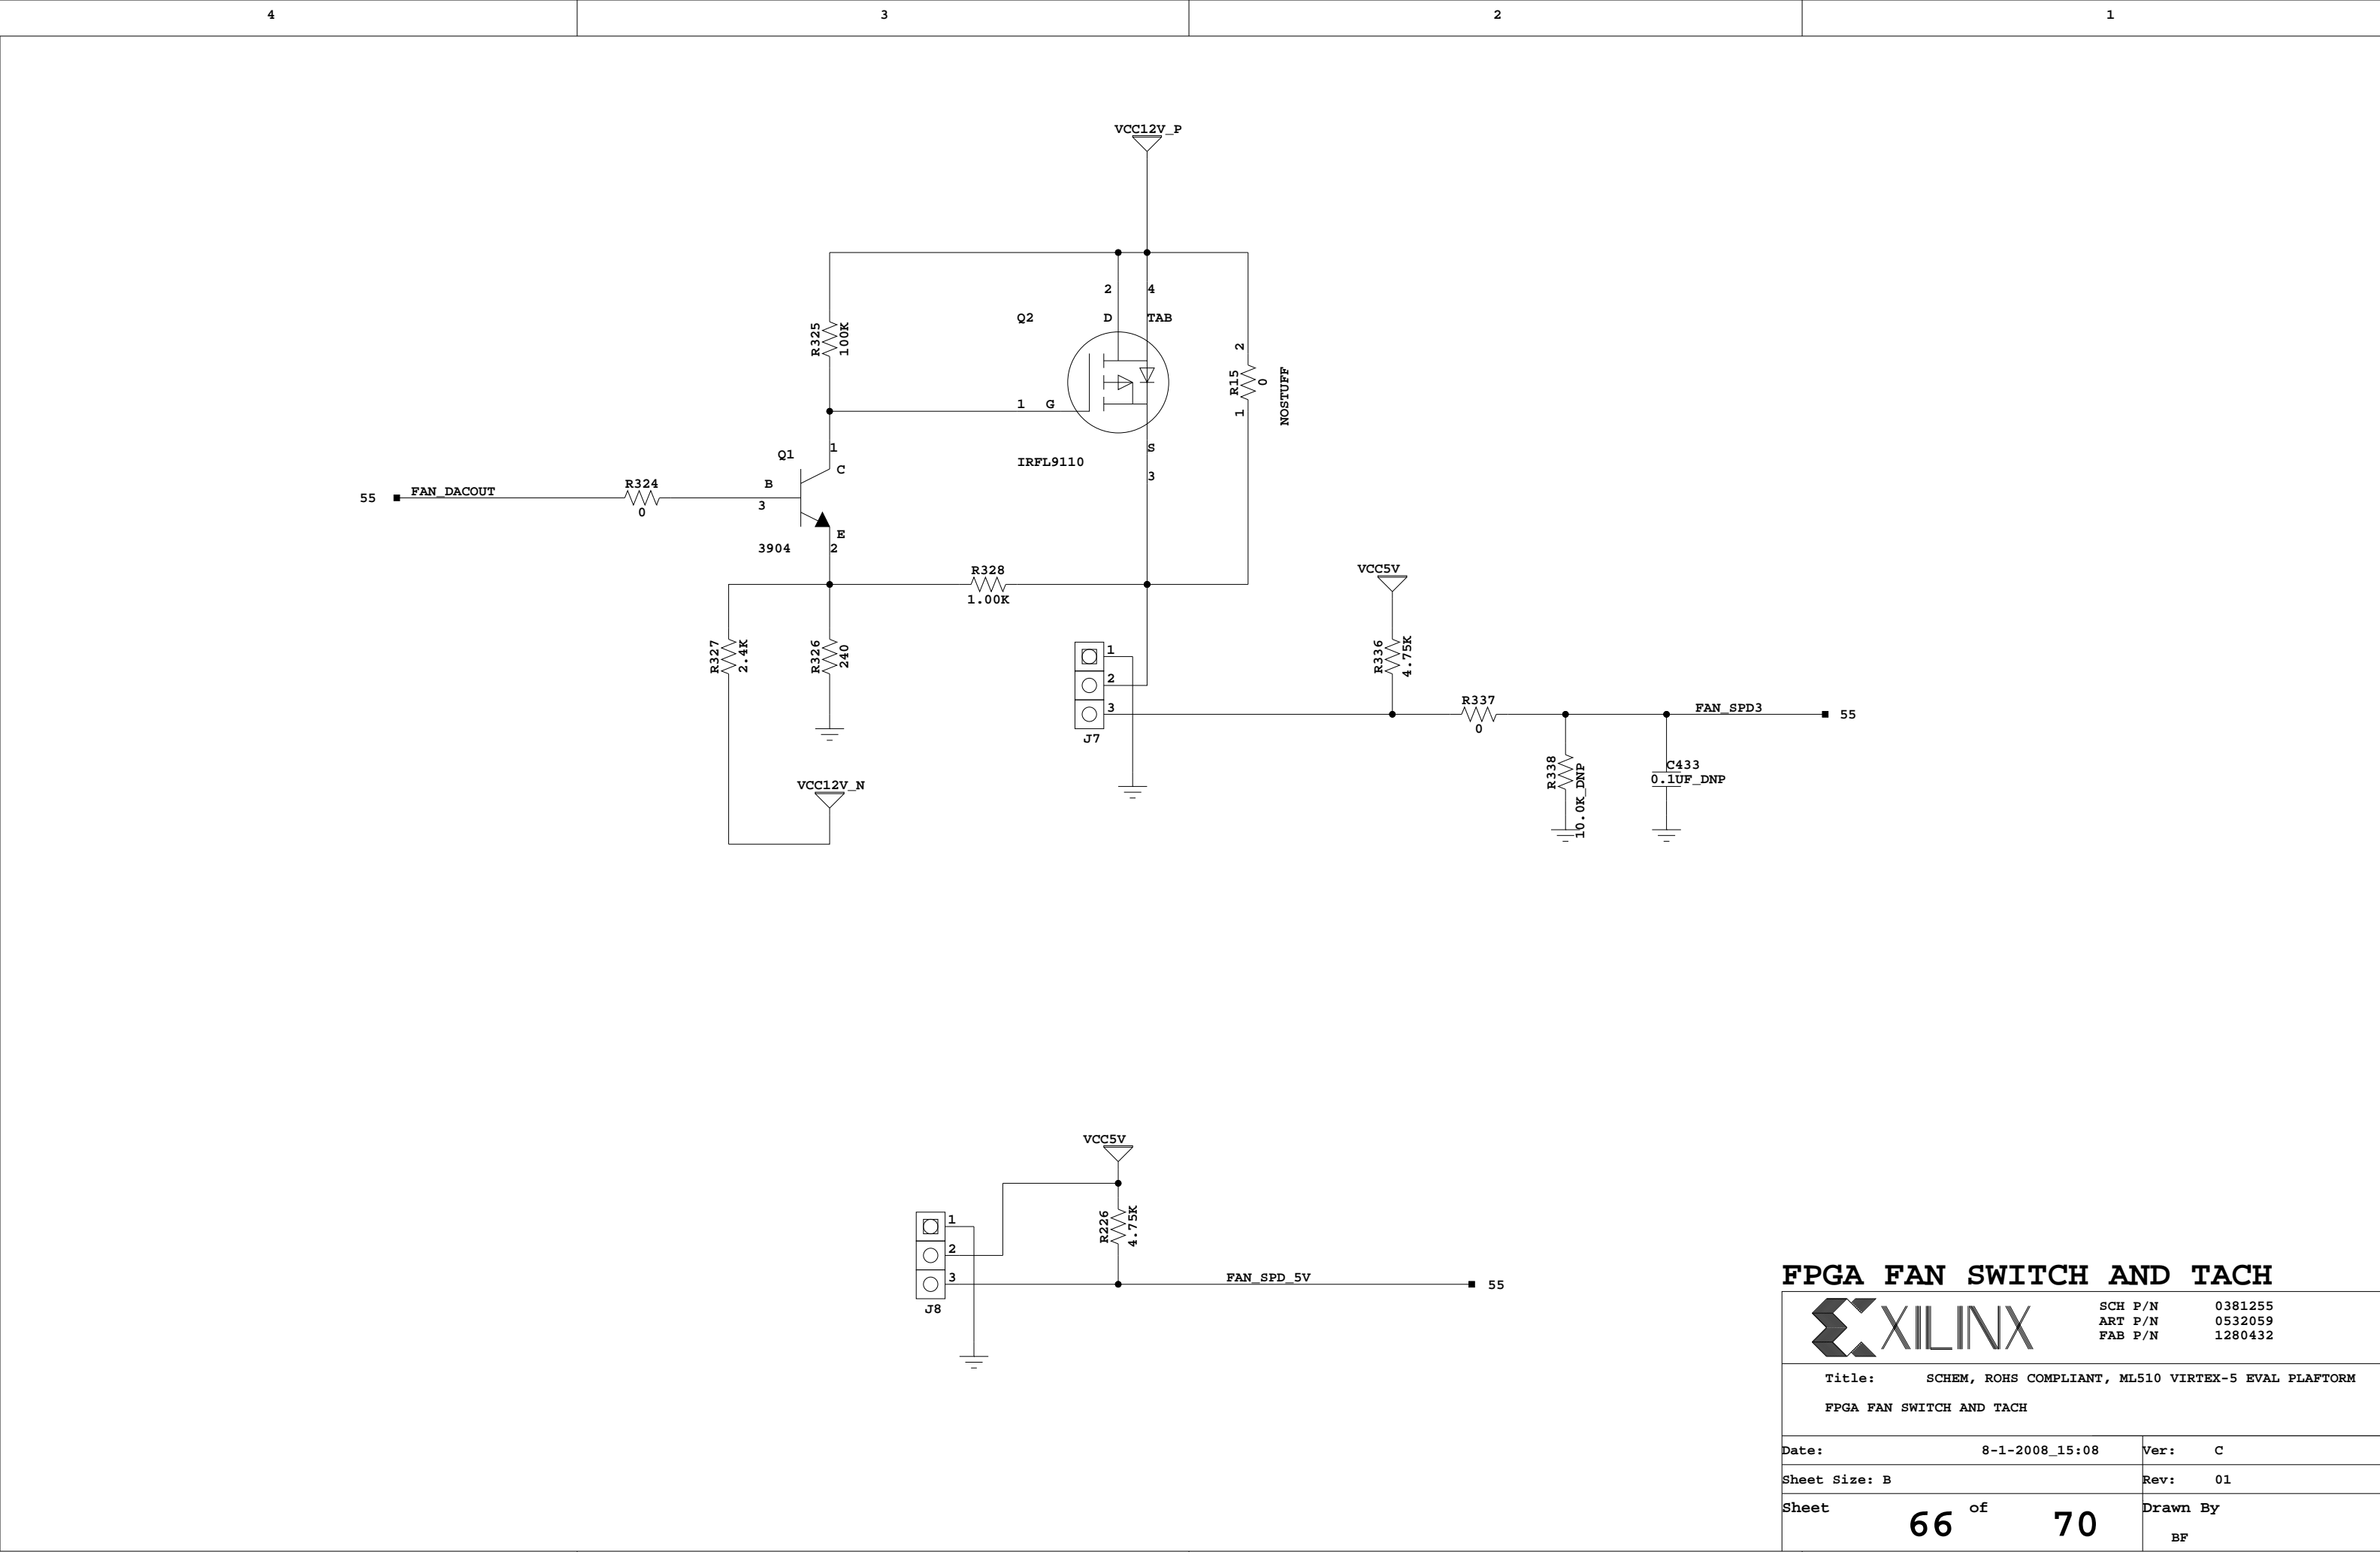 4 3 2 1
VCC12V_P
2 4
Q2 D TAB
R325
100K
2
R15
0
NOSTUFF
1
1 G
1
Q1
C
S
IRFL9110
3
55 FAN_DACOUT
R324
0
B
3
E
3904
2
R328
1.00K
VCC5V
R327
2.4K
R326
240
1
2
3
J7
R336
4.75K
R337
0
FAN_SPD3 55
R338
10.0K_DNP
C433
0.1UF_DNP
VCC12V_N
VCC5V
R226
4.75K
1
2
3
J8
FAN_SPD_5V 55
FPGA FAN SWITCH AND TACH
XILINX
SCH P/N 0381255
ART P/N 0532059
FAB P/N 1280432
Title: SCHEM, ROHS COMPLIANT, ML510 VIRTEX-5 EVAL PLAFTORM
FPGA FAN SWITCH AND TACH
Date: 8-1-2008_15:08 Ver: C
Sheet Size: B Rev: 01
Sheet 66 of 70 Drawn By
BF